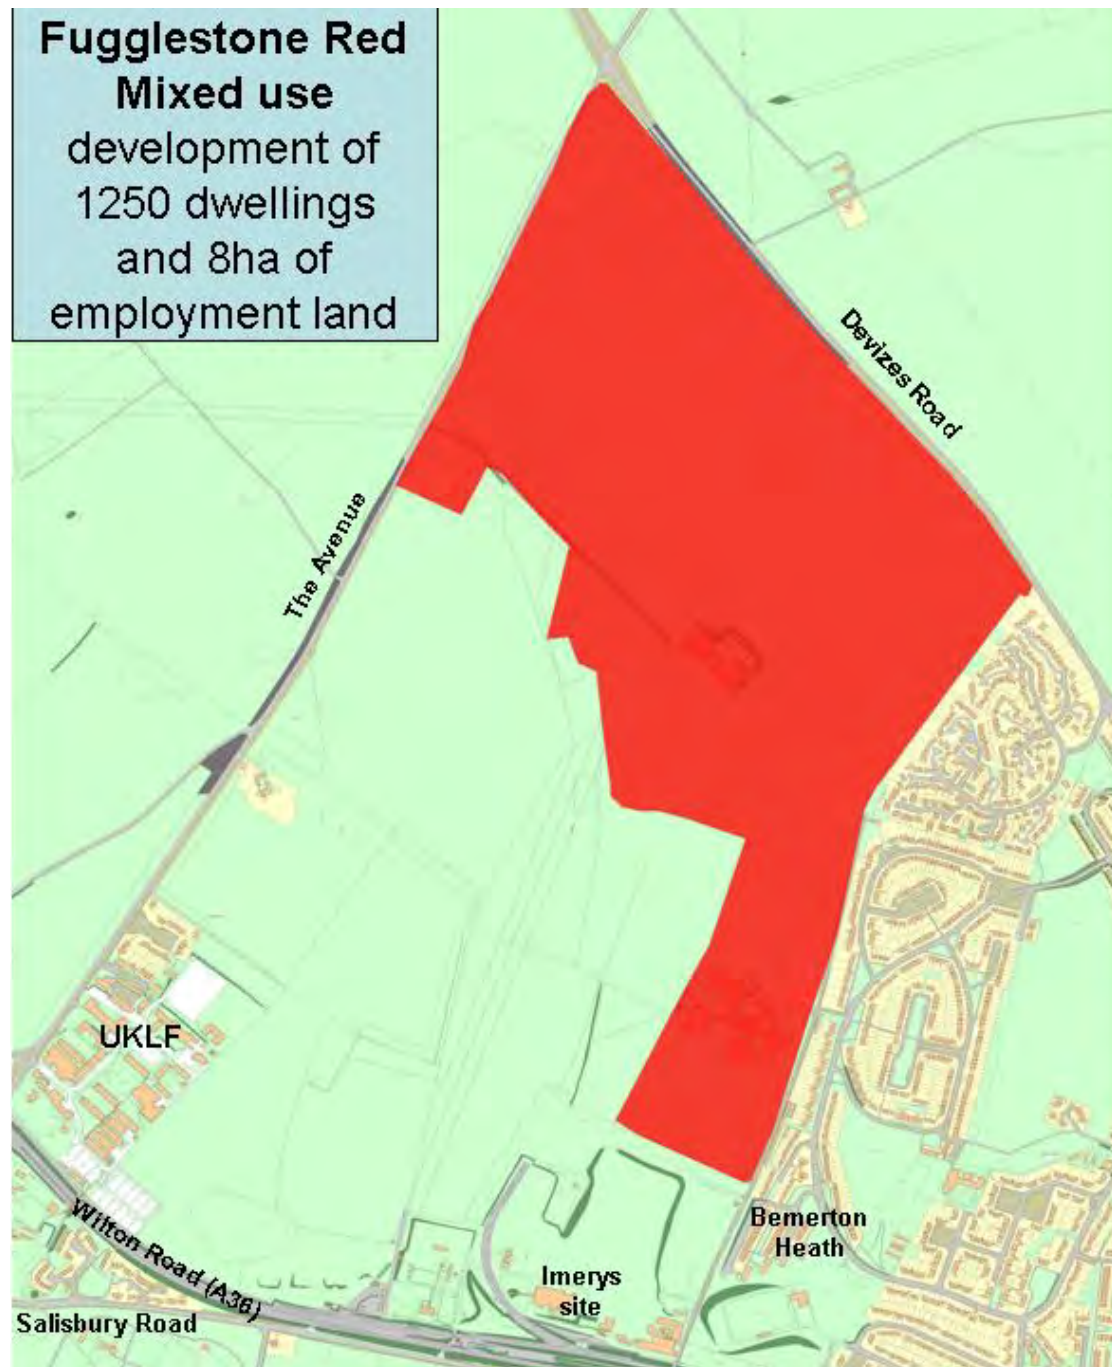 Fugglestone Red
Mixed use
development of
1250 dwellings
and 8ha of
employment land
Devizes Road
The Avenue
UKLF
Wilton Road (A36)
Salisbury Road
Imerys
site
Bemerton
Heath